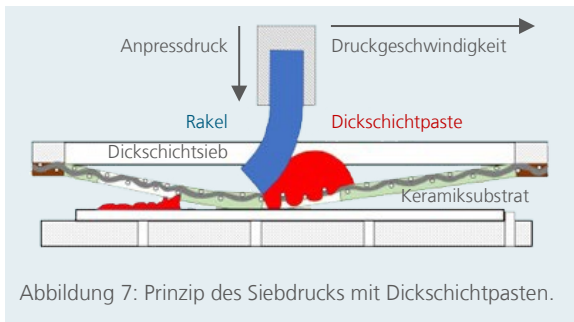 Anpressdruck
Druckgeschwindigkeit
Rakel
Dickschichtpaste
Dickschichtsieb
Keramiksubstrat
Abbildung 7: Prinzip des Siebdrucks mit Dickschichtpasten.